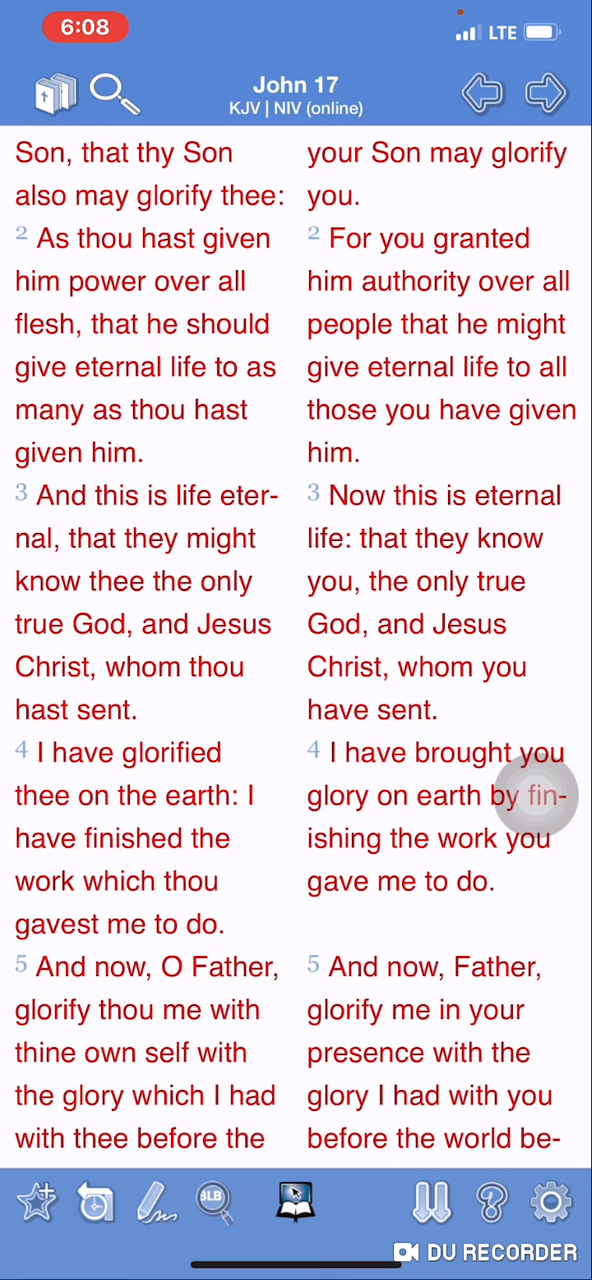 6:08
LTE
John 17
KJV | NIV (online)
Son, that thy Son
also may glorify thee:
2 As thou hast given
him power over all
flesh, that he should
give eternal life to as
many as thou hast
given him.
3 And this is life eter-
nal, that they might
know thee the only
true God, and Jesus
Christ, whom thou
hast sent.
4 I have glorified
thee on the earth: I
have finished the
work which thou
gavest me to do.
5 And now, O Father,
glorify thou me with
thine own self with
the glory which I had
with thee before the
your Son may glorify
you.
2 For you granted
him authority over all
people that he might
give eternal life to all
those you have given
him.
3 Now this is eternal
life: that they know
you, the only true
God, and Jesus
Christ, whom you
have sent.
4 I have brought you
glory on earth by fin-
ishing the work you
gave me to do.
5 And now, Father,
glorify me in your
presence with the
glory I had with you
before the world be-
BLB
DU RECORDER